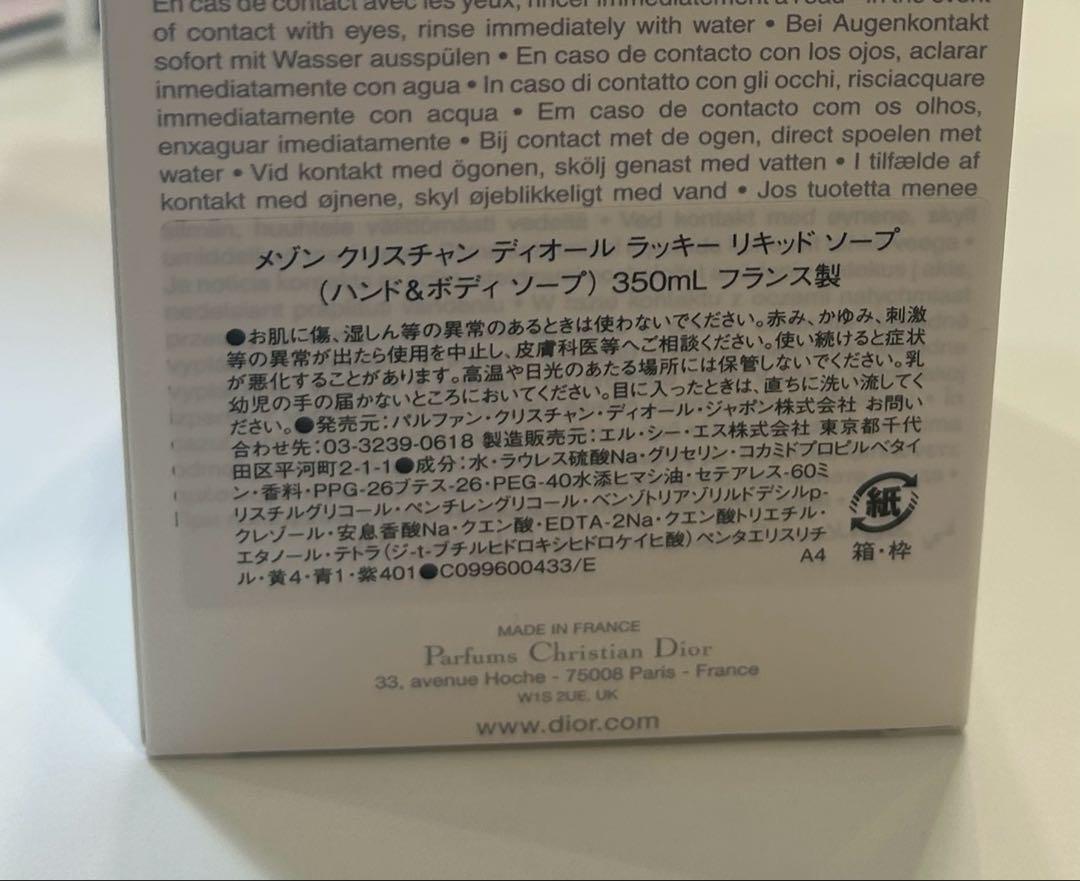 En cas de contact avec les yeux, rincer immédiatement à l'eau • In the event
of contact with eyes, rinse immediately with water • Bei Augenkontakt
sofort mit Wasser ausspülen • En caso de contacto con los ojos, aclarar
inmediatamente con agua • In caso di contatto con gli occhi, risciacquare
immediatamente con acqua • Em caso de contacto com os olhos,
enxaguar imediatamente • Bij contact met de ogen, direct spoelen met
water • Vid kontakt med ögonen, skölj genast med vatten • I tilfælde af
kontakt med øjnene, skyl øjeblikkeligt med vand • Jos tuotetta menee
メゾン クリスチャン ディオール ラッキー リキッド ソープ
(ハンド&ボディ ソープ) 350mL フランス製
●お肌に傷、湿しん等の異常のあるときは使わないでください。赤み、かゆみ、刺激
等の異常が出たら使用を中止し、皮膚科医等へご相談ください。使い続けると症状
が悪化することがあります。高温や日光のあたる場所には保管しないでください。乳
幼児の手の届かないところにおいてください。目に入ったときは、直ちに洗い流してく
ださい。●発売元:パルファン・クリスチャン・ディオール・ジャポン株式会社 お問い
合わせ先:03-3239-0618 製造販売元:エル・シー・エス株式会社 東京都千代
田区平河町2-1-1●成分:水・ラウレス硫酸Na・グリセリン・コカミドプロピルベタイ
ン・香料・PPG-26ブテス-26・PEG-40水添ヒマシ油・セテアレス-60ミ
リスチルグリコール・ペンチレングリコール・ベンゾトリアゾリルドデシルp-
クレゾール・安息香酸Na・クエン酸・EDTA-2Na・クエン酸トリエチル・
エタノール・テトラ(ジ-t-ブチルヒドロキシヒドロケイヒ酸)ペンタエリスリチ
ル・黄4・青1・紫401●C099600433/E
A4
紙
箱・枠
MADE IN FRANCE
Parfums Christian Dior
33, avenue Hoche - 75008 Paris - France
W1S 2UE, UK
www.dior.com